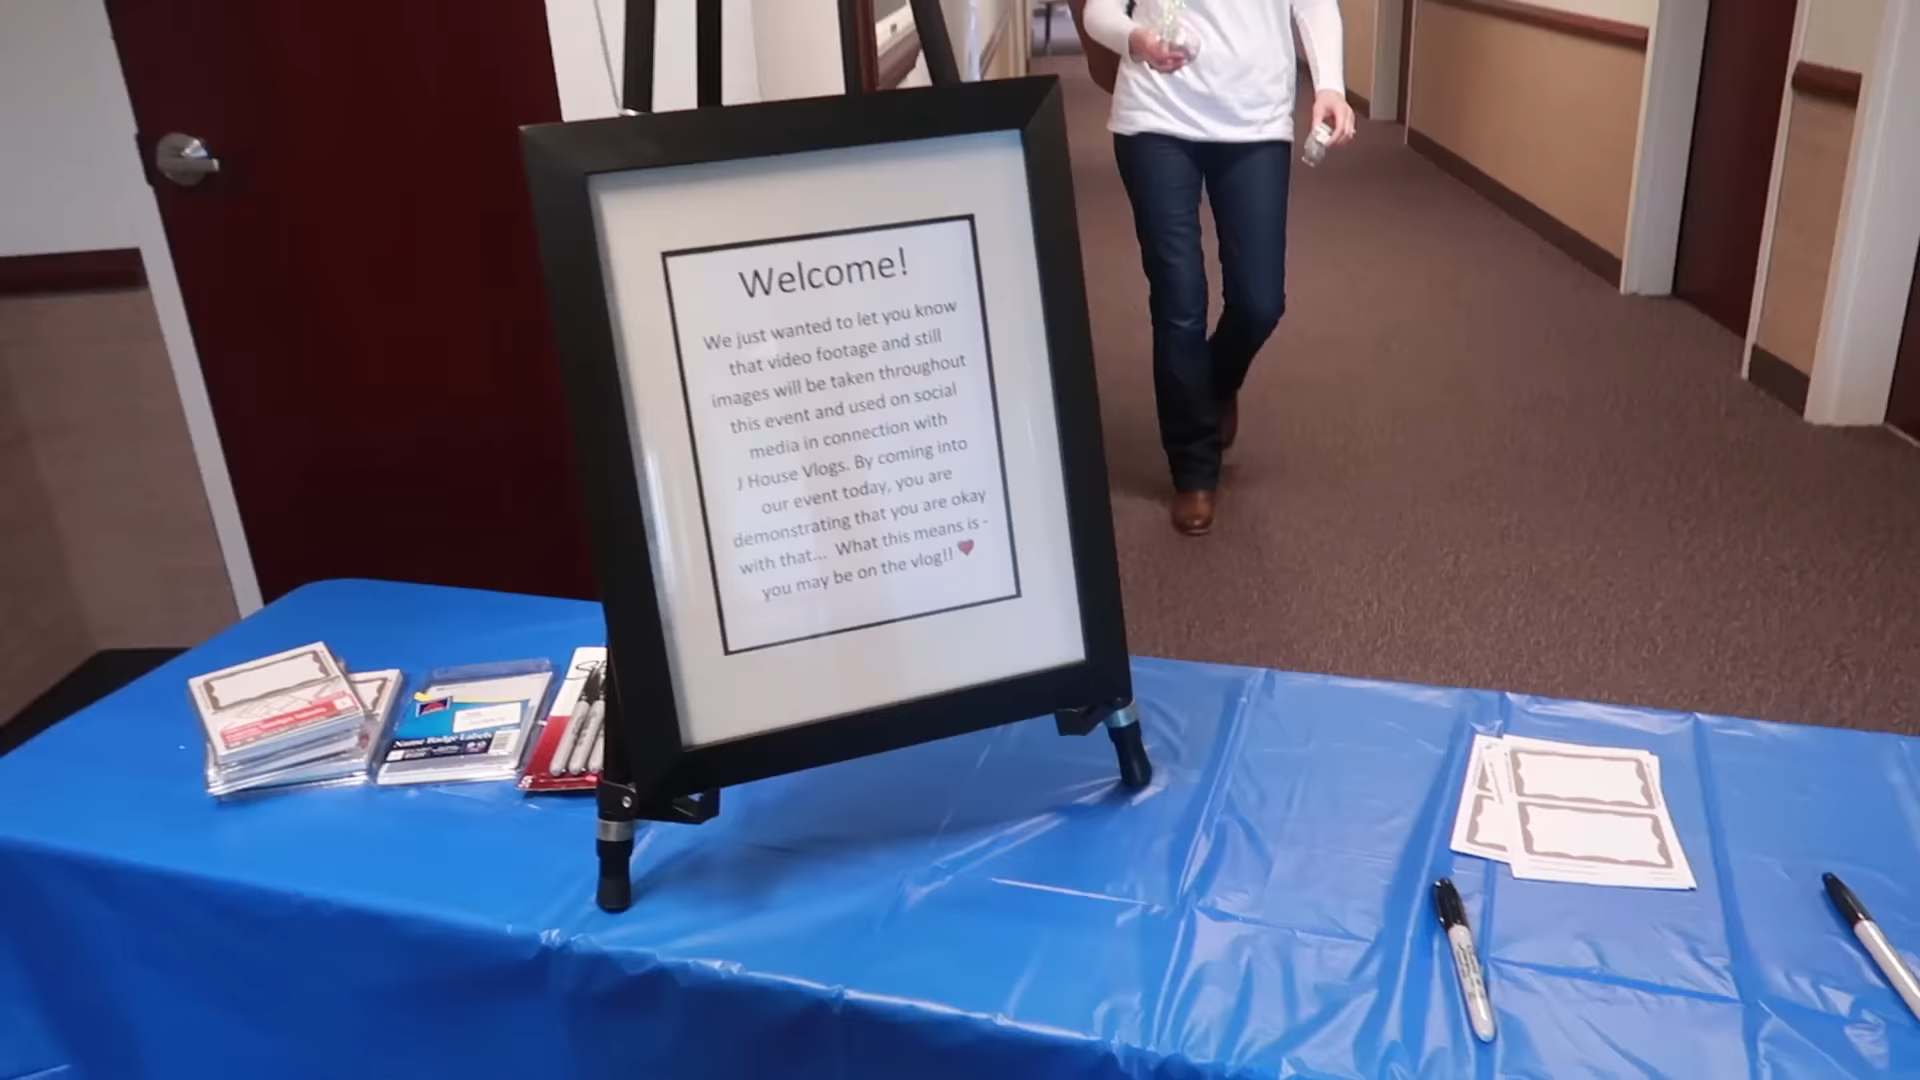 Welcome!
We just wanted to let you know
that video footage and still
images will be taken throughout
this event and used on social
media in connection with
J House Vlogs. By coming into
our event today, you are
demonstrating that you are okay
with that... What this means is -
you may be on the vlog!! ❤
Name Badge Labels